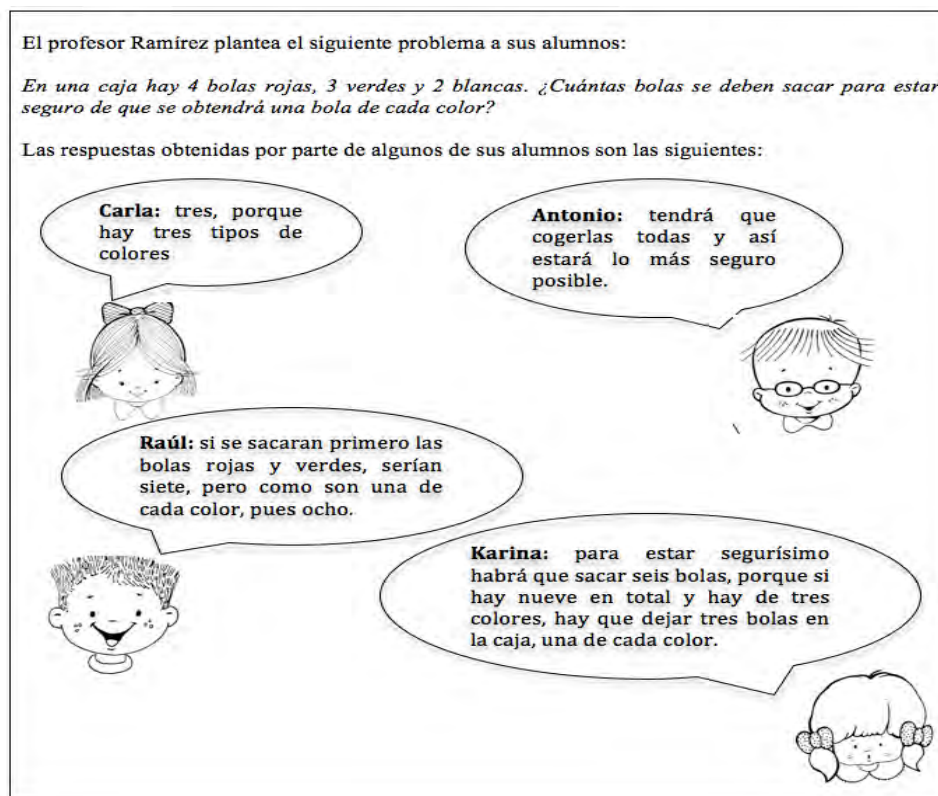 El profesor Ramírez plantea el siguiente problema a sus alumnos:
En una caja hay 4 bolas rojas, 3 verdes y 2 blancas. ¿Cuántas bolas se deben sacar para estar
seguro de que se obtendrá una bola de cada color?
Las respuestas obtenidas por parte de algunos de sus alumnos son las siguientes:
Carla: tres, porque
hay tres tipos de
colores
Antonio: tendrá que
cogerlas todas y así
estará lo más seguro
posible.
Raúl: si se sacaran primero las
bolas rojas y verdes, serían
siete, pero como son una de
cada color, pues ocho.
Karina: para estar segurísimo
habrá que sacar seis bolas, porque si
hay nueve en total y hay de tres
colores, hay que dejar tres bolas en
la caja, una de cada color.